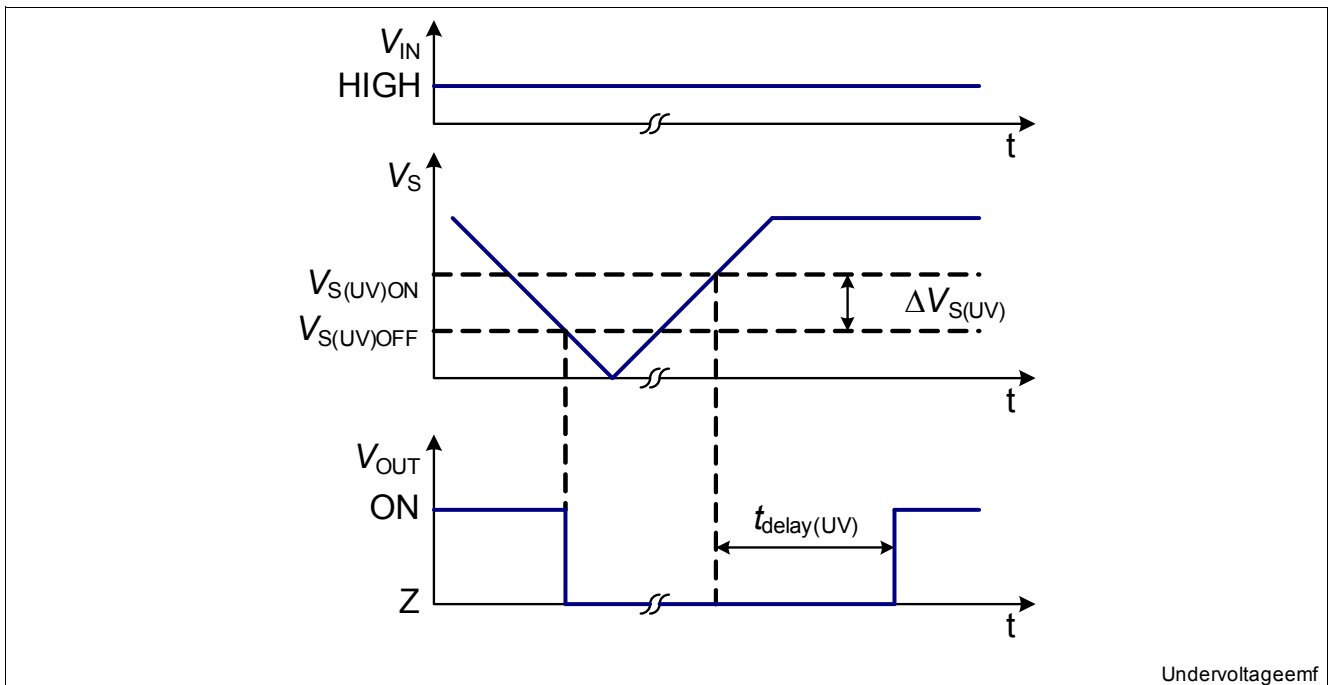 VIN
HIGH
t
VS
VS(UV)ON
VS(UV)OFF
ΔVS(UV)
t
VOUT
ON
tdelay(UV)
Z
t
Undervoltageemf